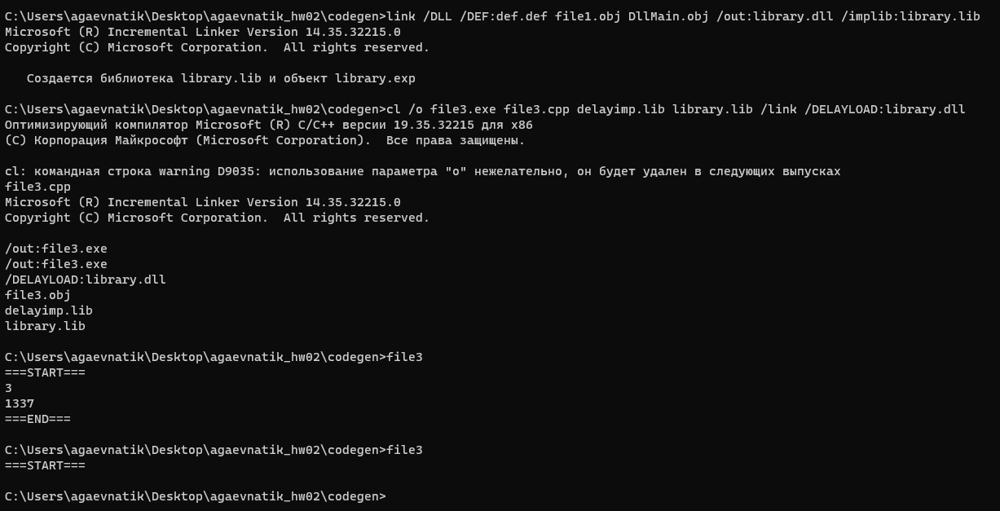 C:\Users\agaevnatik\Desktop\agaevnatik_hw02\codegen>link /DLL /DEF:def.def file1.obj DllMain.obj /out:library.dll /implib:library.lib
Microsoft (R) Incremental Linker Version 14.35.32215.0
Copyright (C) Microsoft Corporation.  All rights reserved.
   Создается библиотека library.lib и объект library.exp
C:\Users\agaevnatik\Desktop\agaevnatik_hw02\codegen>cl /o file3.exe file3.cpp delayimp.lib library.lib /link /DELAYLOAD:library.dll
Оптимизирующий компилятор Microsoft (R) C/C++ версии 19.35.32215 для x86
(C) Корпорация Майкрософт (Microsoft Corporation).  Все права защищены.
cl: командная строка warning D9035: использование параметра "o" нежелательно, он будет удален в следующих выпусках
file3.cpp
Microsoft (R) Incremental Linker Version 14.35.32215.0
Copyright (C) Microsoft Corporation.  All rights reserved.
/out:file3.exe
/out:file3.exe
/DELAYLOAD:library.dll
file3.obj
delayimp.lib
library.lib
C:\Users\agaevnatik\Desktop\agaevnatik_hw02\codegen>file3
===START===
3
1337
===END===
C:\Users\agaevnatik\Desktop\agaevnatik_hw02\codegen>file3
===START===
C:\Users\agaevnatik\Desktop\agaevnatik_hw02\codegen>